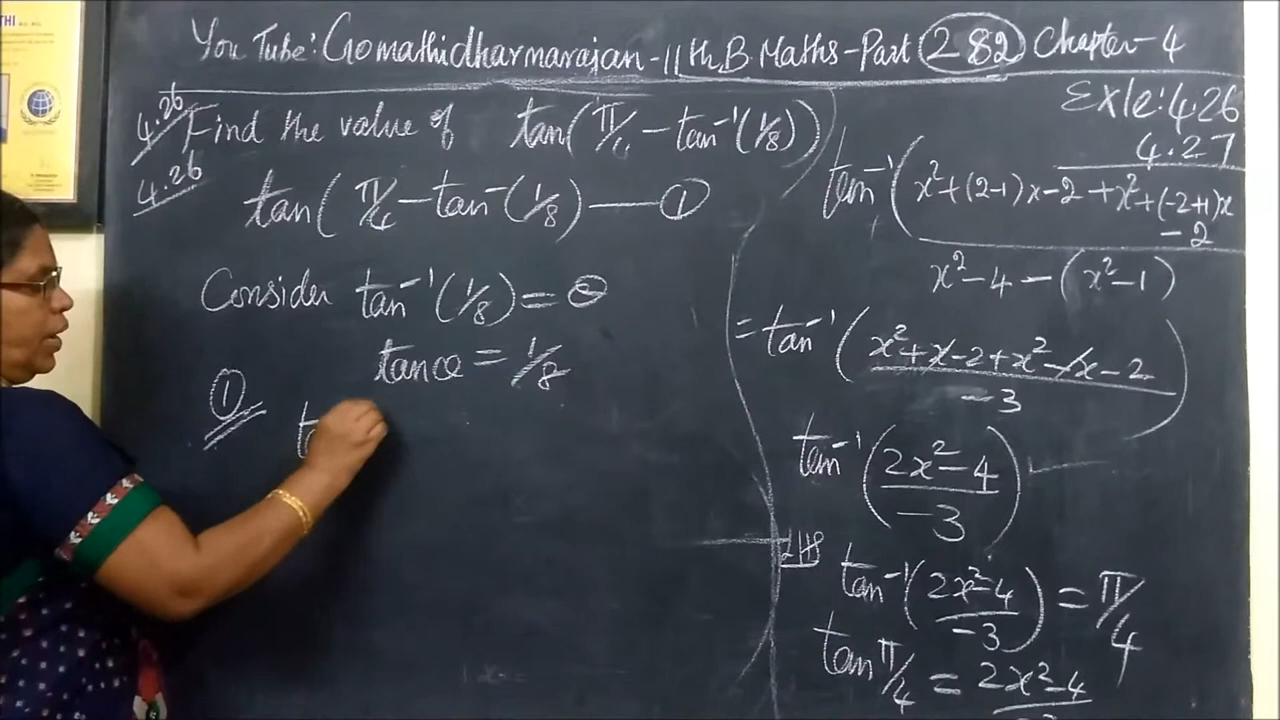 You Tube: Gomathidharmarajan - 11th B. Maths - Part 282 Chapter - 4
Exle: 4.26
4.27
4.26 Find the value of tan(π/4 - tan⁻¹(1/8))
4.26
tan(π/4 - tan⁻(1/8) — ①
Consider tan⁻¹(1/8) = θ
tan θ = 1/8
①
t
tan⁻¹(x² + (2-1)x - 2 + x² + (-2+1)x
- 2
x² - 4 - (x² - 1)
= tan⁻¹(x² + x - 2 + x² - x - 2)
-3
tan⁻¹(2x² - 4)
-3
LHS
tan⁻¹(2x² - 4) = π/4
-3
tan π/4 = 2x² - 4